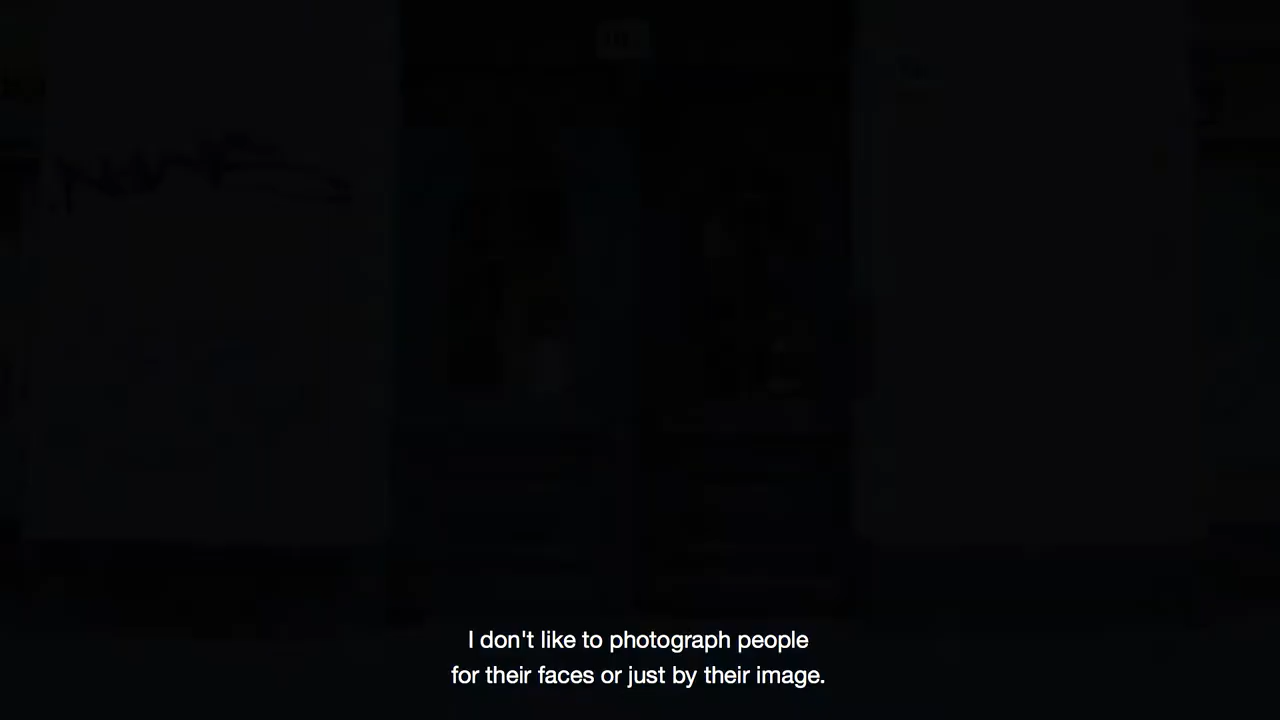 I don't like to photograph people
for their faces or just by their image.